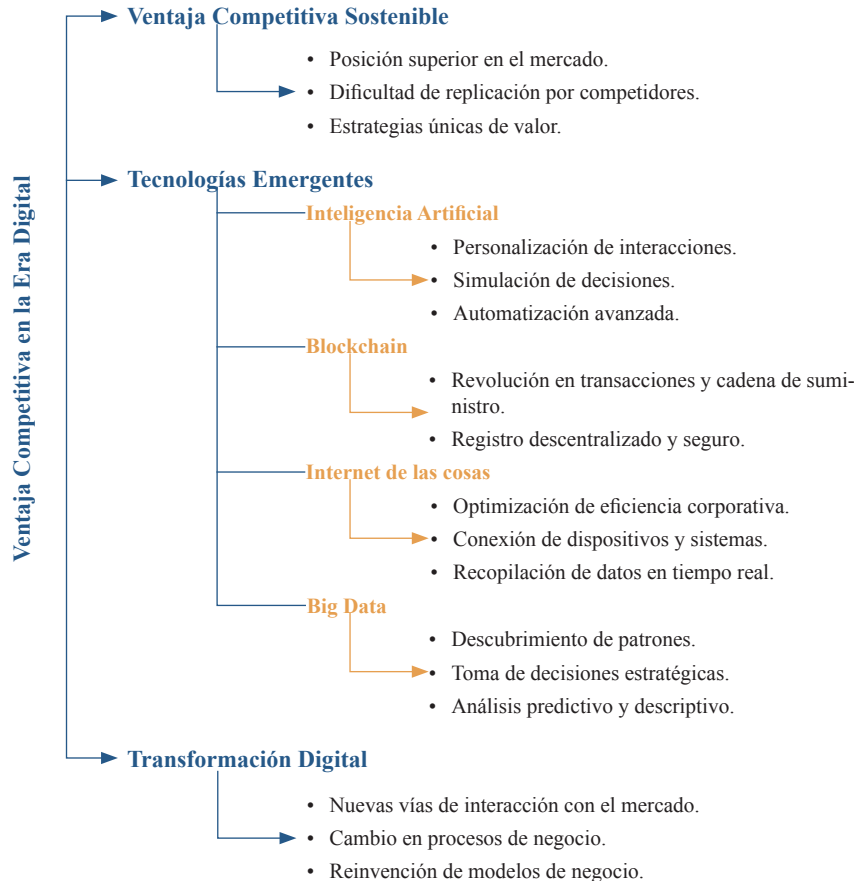 Ventaja Competitiva en la Era Digital
Ventaja Competitiva Sostenible
• Posición superior en el mercado.
• Dificultad de replicación por competidores.
• Estrategias únicas de valor.
Tecnologías Emergentes
Inteligencia Artificial
• Personalización de interacciones.
• Simulación de decisiones.
• Automatización avanzada.
Blockchain
• Revolución en transacciones y cadena de sumi-
nistro.
• Registro descentralizado y seguro.
Internet de las cosas
• Optimización de eficiencia corporativa.
• Conexión de dispositivos y sistemas.
• Recopilación de datos en tiempo real.
Big Data
• Descubrimiento de patrones.
• Toma de decisiones estratégicas.
• Análisis predictivo y descriptivo.
Transformación Digital
• Nuevas vías de interacción con el mercado.
• Cambio en procesos de negocio.
• Reinvención de modelos de negocio.